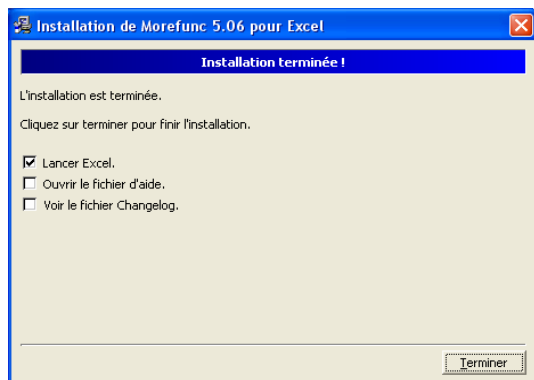 Installation de Morefunc 5.06 pour Excel
Installation terminée !
L'installation est terminée.
Cliquez sur terminer pour finir l'installation.
Lancer Excel.
Ouvrir le fichier d'aide.
Voir le fichier Changelog.
Terminer